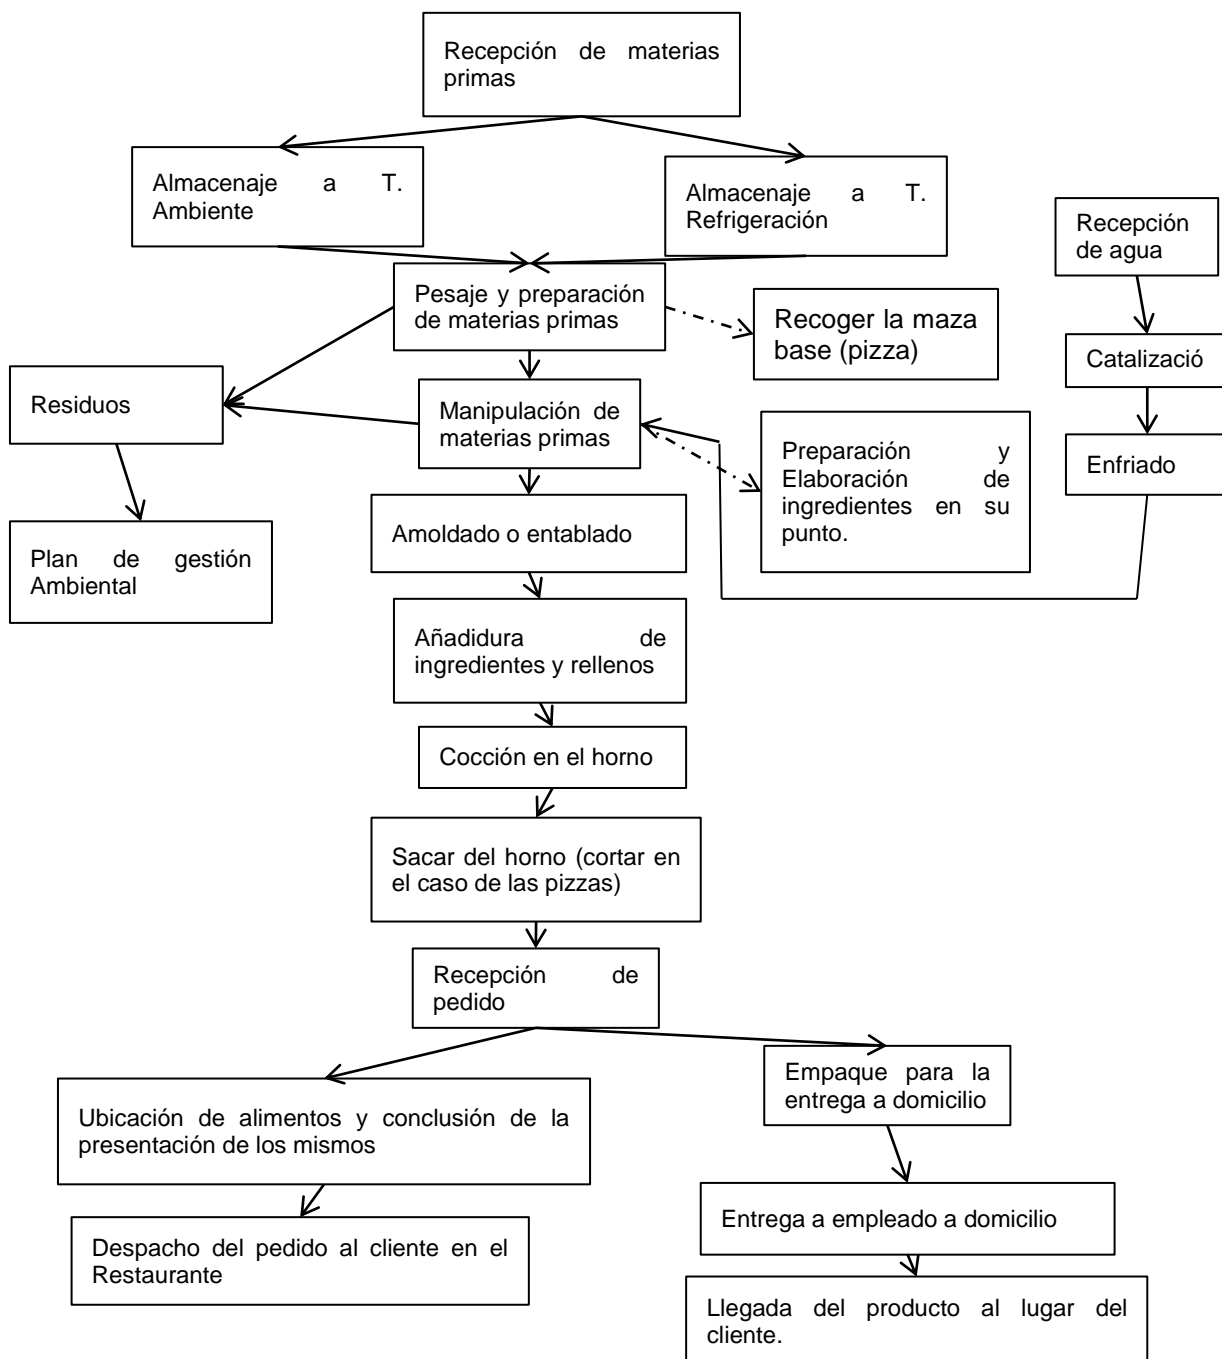 Recepción de materias
primas
Almacenaje a T.
Ambiente
Almacenaje a T.
Refrigeración
Recepción
de agua
Pesaje y preparación
de materias primas
Recoger la maza
base (pizza)
Catalizació
Residuos
Manipulación de
materias primas
Preparación y
Elaboración de
ingredientes en su
punto.
Enfriado
Plan de gestión
Ambiental
Amoldado o entablado
Añadidura de
ingredientes y rellenos
Cocción en el horno
Sacar del horno (cortar en
el caso de las pizzas)
Recepción de
pedido
Ubicación de alimentos y conclusión de la
presentación de los mismos
Empaque para la
entrega a domicilio
Despacho del pedido al cliente en el
Restaurante
Entrega a empleado a domicilio
Llegada del producto al lugar del
cliente.